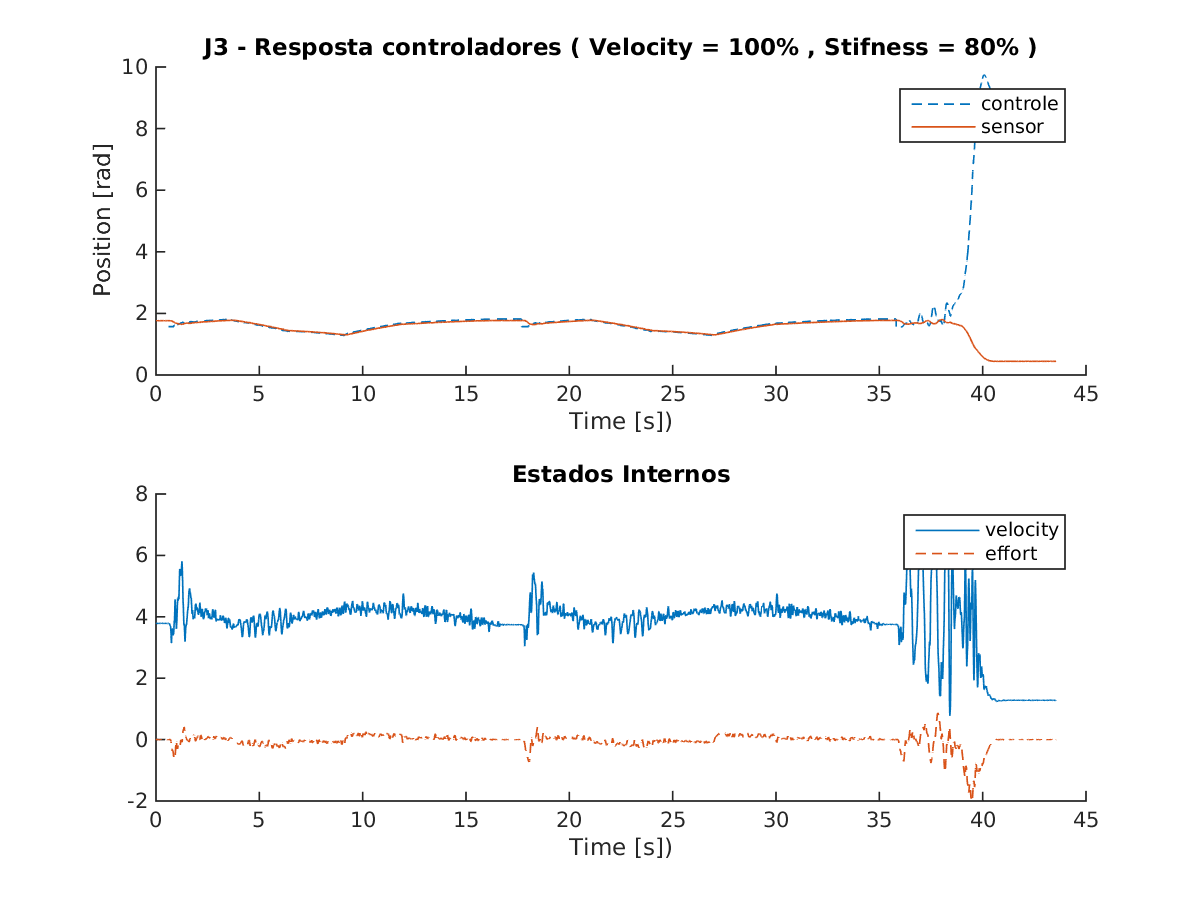 J3 - Resposta controladores ( Velocity = 100% , Stifness = 80% )
10
8
6
4
2
0
Position [rad]
controle
sensor
0 5 10 15 20 25 30 35 40 45
Time [s])
Estados Internos
8
6
4
2
0
-2
velocity
effort
0 5 10 15 20 25 30 35 40 45
Time [s])